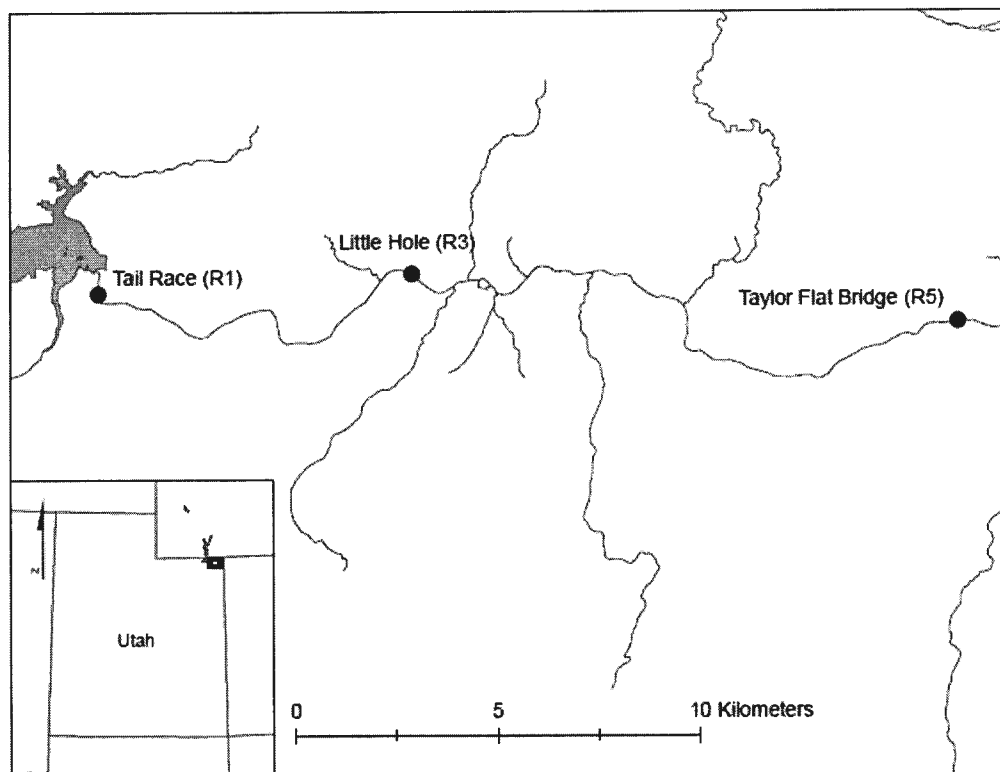 Little Hole (R3)
Tail Race (R1)
Taylor Flat Bridge (R5)
Utah
z
0 5 10 Kilometers